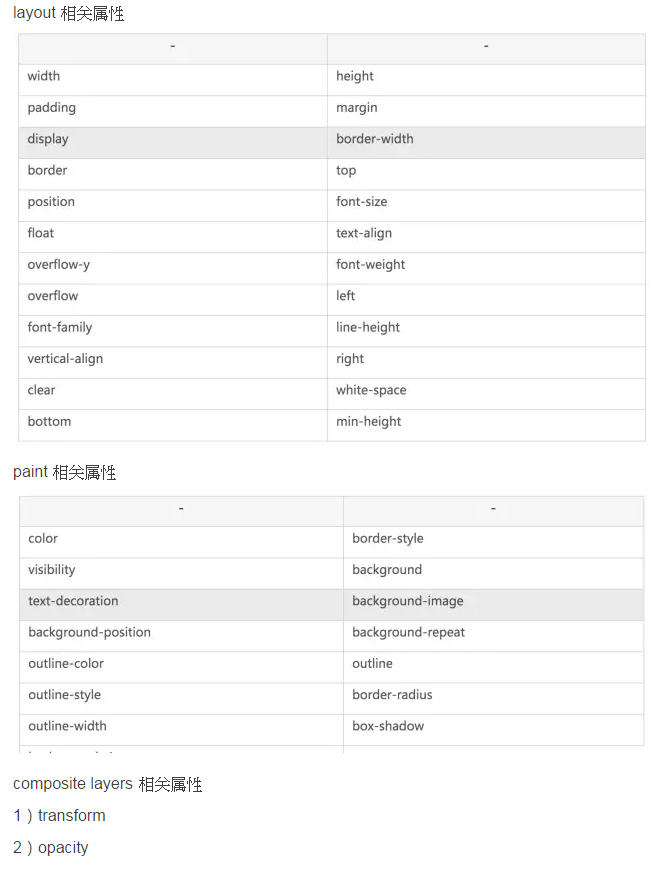 layout 相关属性
- -
width height
padding margin
display border-width
border top
position font-size
float text-align
overflow-y font-weight
overflow left
font-family line-height
vertical-align right
clear white-space
bottom min-height
paint 相关属性
- -
color border-style
visibility background
text-decoration background-image
background-position background-repeat
outline-color outline
outline-style border-radius
outline-width box-shadow
composite layers 相关属性
1）transform
2）opacity